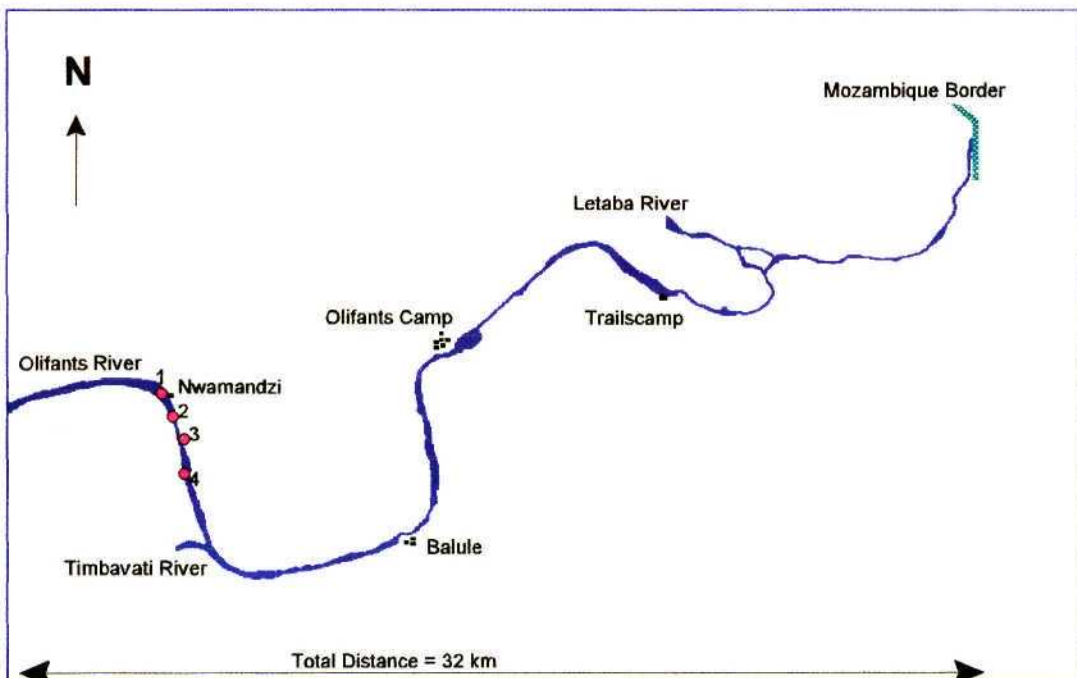 N
Mozambique Border
Letaba River
Olifants Camp
Trailscamp
Olifants River
1
Nwamandzi
2
3
4
Balule
Timbavati River
Total Distance = 32 km